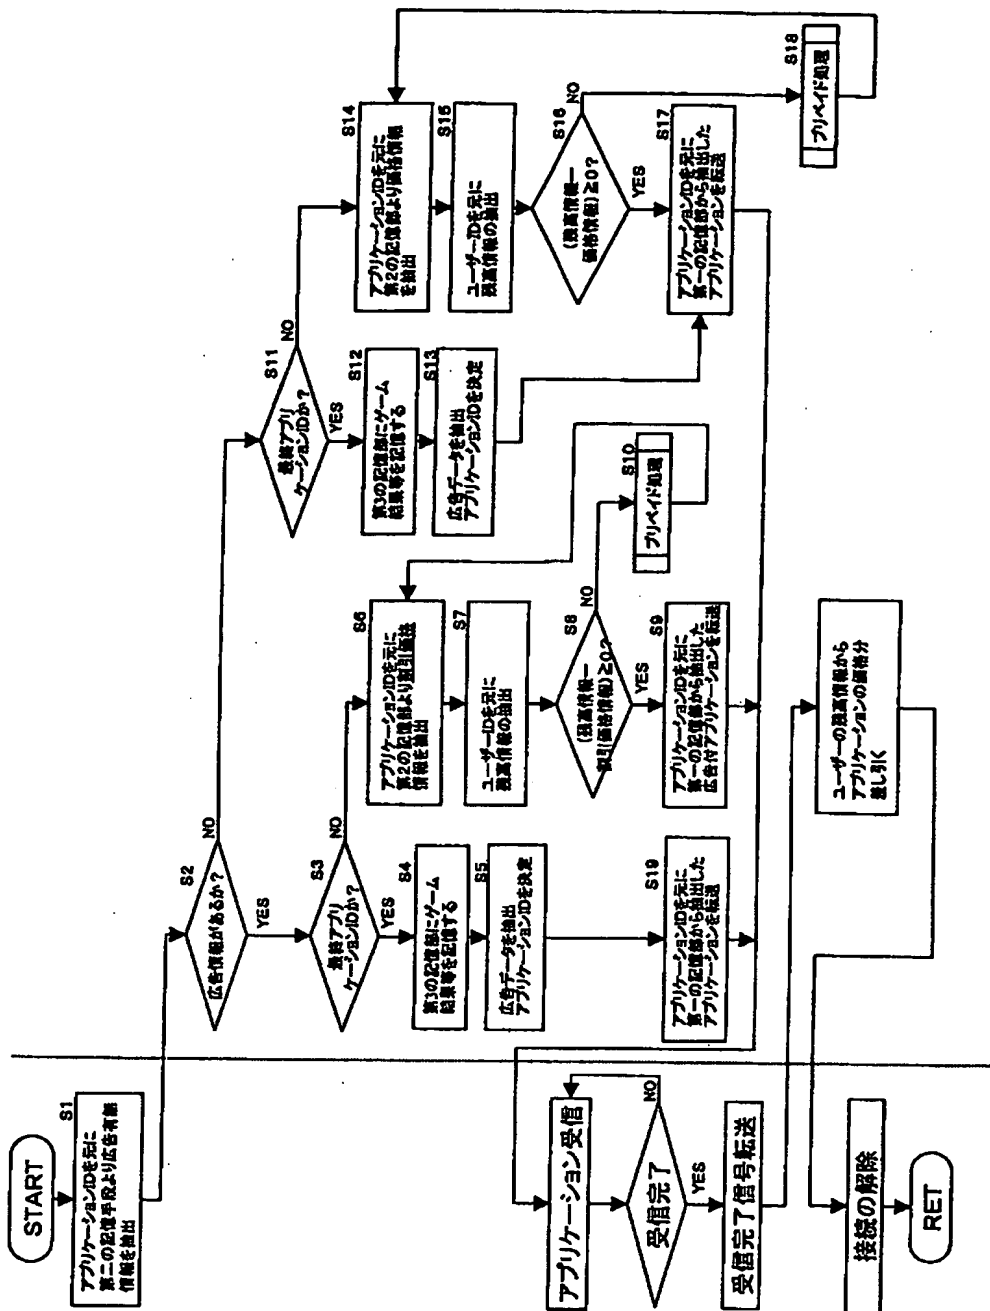 START
S1
アプリケーションIDを元に
第二の記憶手段より広告有無
情報を抽出
S2
広告情報があるか?
NO
YES
S3
最終アプリ
ケーションIDか?
NO
YES
S4
第3の記憶部にゲーム
結果等を記憶する
S5
広告データを抽出
アプリケーションIDを決定
S19
アプリケーションIDを元に
第一の記憶部から抽出した
アプリケーションを転送
S6
アプリケーションIDを元に
第2の記憶部より割引価格
情報を抽出
S7
ユーザーIDを元に
残高情報の抽出
S8
(残高情報ー
割引価格情報)≧0?
NO
YES
S9
アプリケーションIDを元に
第一の記憶部から抽出した
広告付アプリケーションを転送
S10
プリペイド処理
S11
最終アプリ
ケーションIDか?
NO
YES
S12
第3の記憶部にゲーム
結果等を記憶する
S13
広告データを抽出
アプリケーションIDを決定
S14
アプリケーションIDを元に
第2の記憶部より価格情報
を抽出
S15
ユーザーIDを元に
残高情報の抽出
S16
(残高情報ー
価格情報)≧0?
NO
YES
S17
アプリケーションIDを元に
第一の記憶部から抽出した
アプリケーションを転送
S18
プリペイド処理
アプリケーション受信
受信完了
NO
YES
受信完了信号転送
ユーザーの残高情報から
アプリケーションの価格分
差し引く
接続の解除
RET